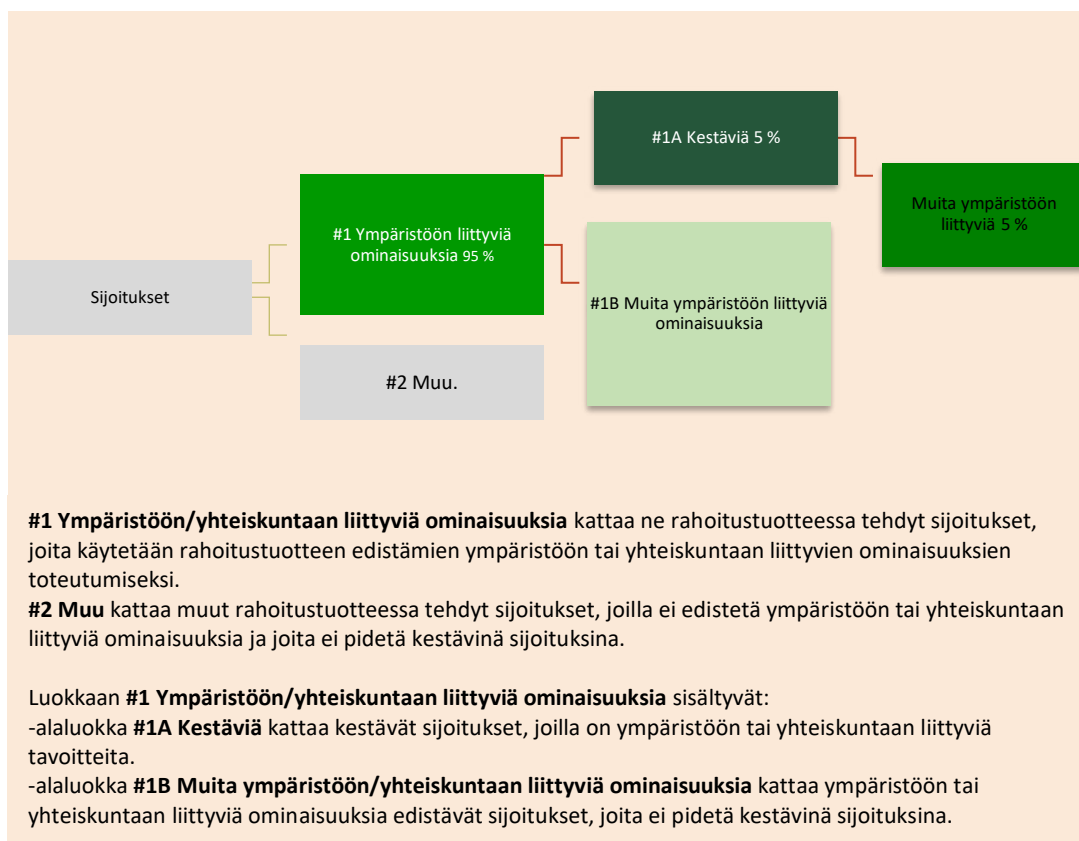 #1A Kestäviä 5 %
Muita ympäristöön
liittyviä 5 %
#1 Ympäristöön liittyviä
ominaisuuksia 95 %
Sijoitukset
#1B Muita ympäristöön liittyviä
ominaisuuksia
#2 Muu.
#1 Ympäristöön/yhteiskuntaan liittyviä ominaisuuksia kattaa ne rahoitustuotteessa tehdyt sijoitukset,
joita käytetään rahoitustuotteen edistämien ympäristöön tai yhteiskuntaan liittyvien ominaisuuksien
toteutumiseksi.
#2 Muu kattaa muut rahoitustuotteessa tehdyt sijoitukset, joilla ei edistetä ympäristöön tai yhteiskuntaan
liittyviä ominaisuuksia ja joita ei pidetä kestävinä sijoituksina.
Luokkaan #1 Ympäristöön/yhteiskuntaan liittyviä ominaisuuksia sisältyvät:
-alaluokka #1A Kestäviä kattaa kestävät sijoitukset, joilla on ympäristöön tai yhteiskuntaan liittyviä
tavoitteita.
-alaluokka #1B Muita ympäristöön/yhteiskuntaan liittyviä ominaisuuksia kattaa ympäristöön tai
yhteiskuntaan liittyviä ominaisuuksia edistävät sijoitukset, joita ei pidetä kestävinä sijoituksina.